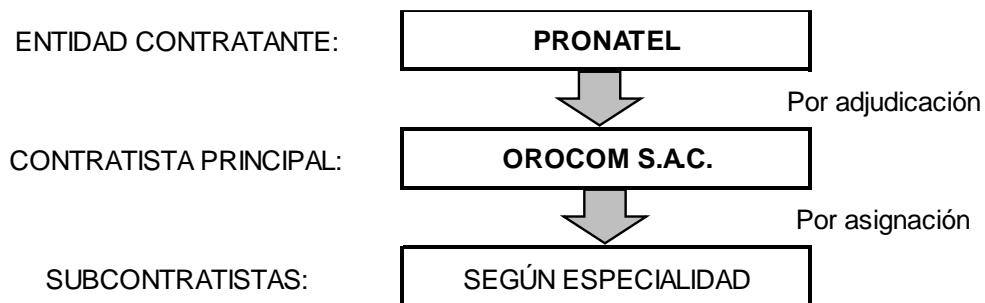 ENTIDAD CONTRATANTE: PRONATEL
Por adjudicación
CONTRATISTA PRINCIPAL: OROCOM S.A.C.
Por asignación
SUBCONTRATISTAS: SEGÚN ESPECIALIDAD